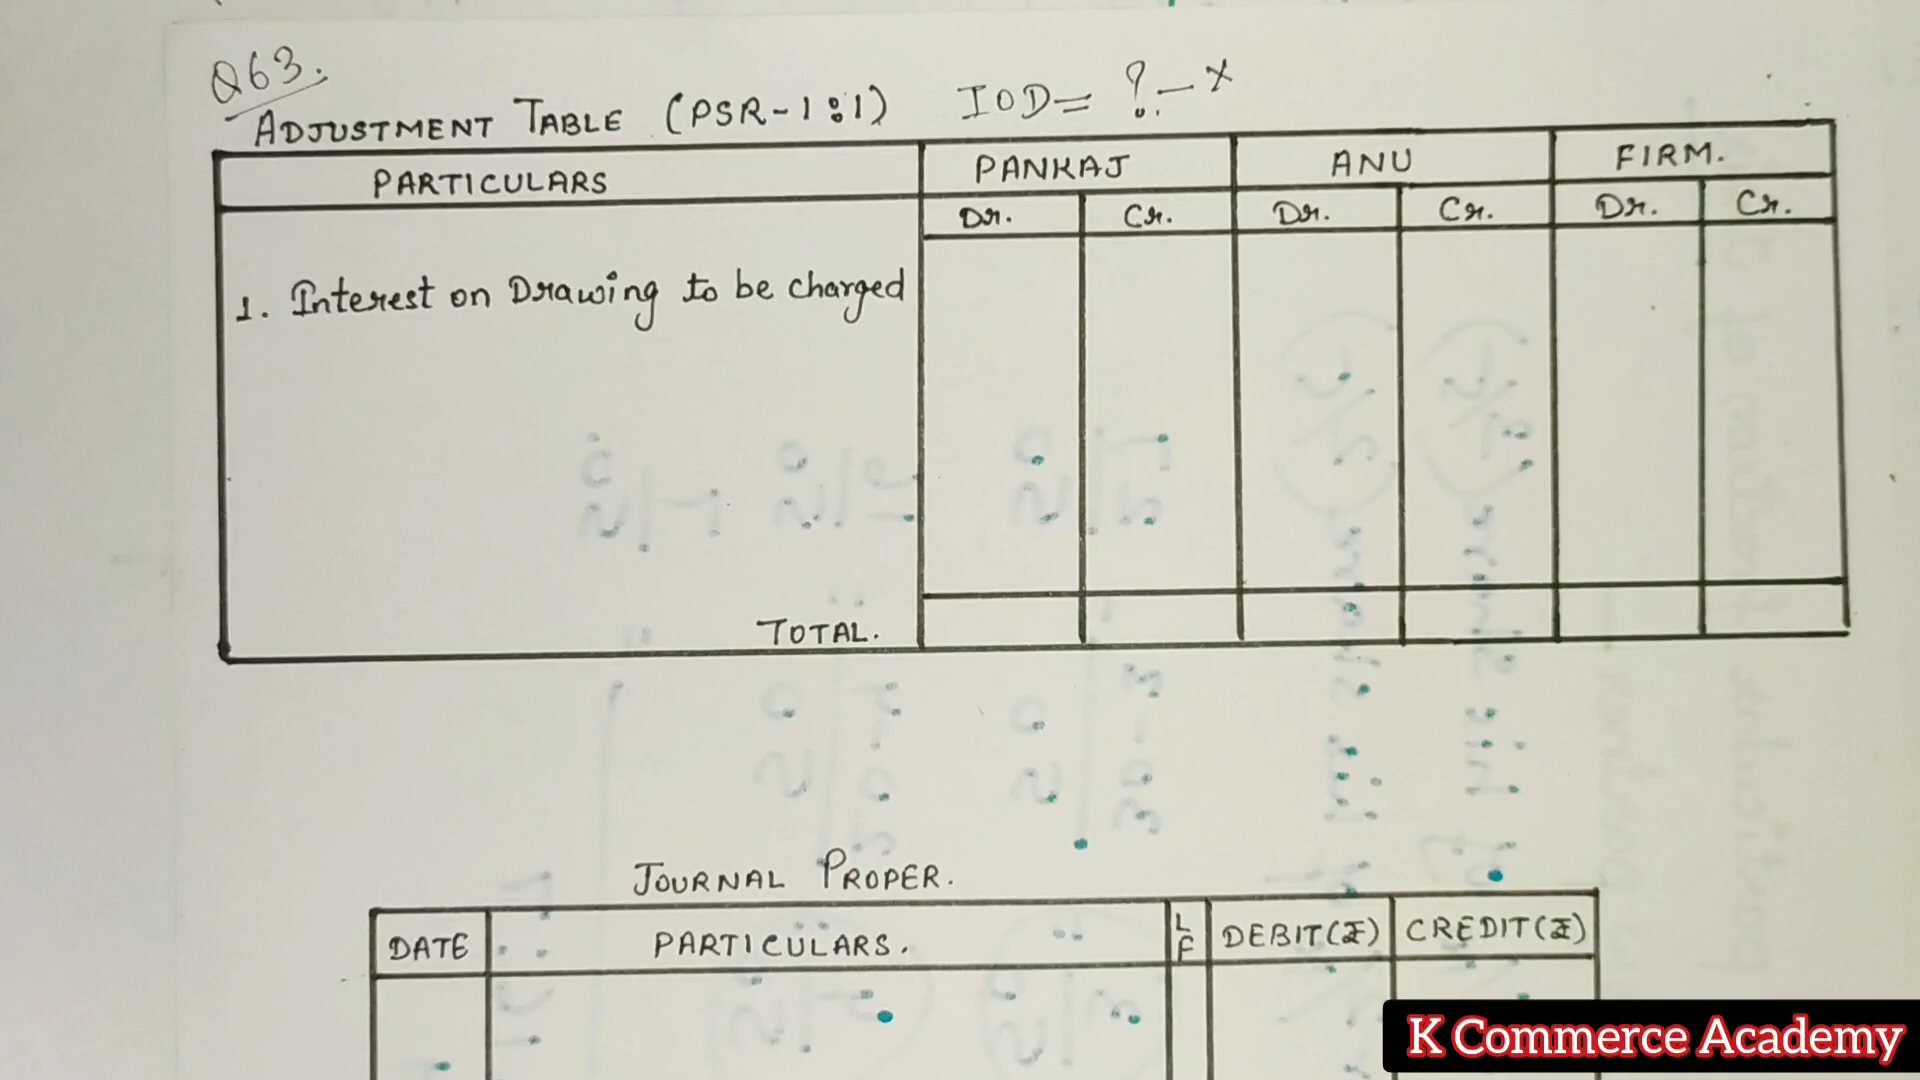 Q63.
ADJUSTMENT TABLE (PSR-1:1) IOD= ?-x
PARTICULARS PANKAJ ANU FIRM.
Dr. Cr. Dr. Cr. Dr. Cr.
1. Interest on Drawing to be charged
TOTAL.
JOURNAL PROPER.
DATE PARTICULARS. LF DEBIT(₹) CREDIT(₹)
K Commerce Academy